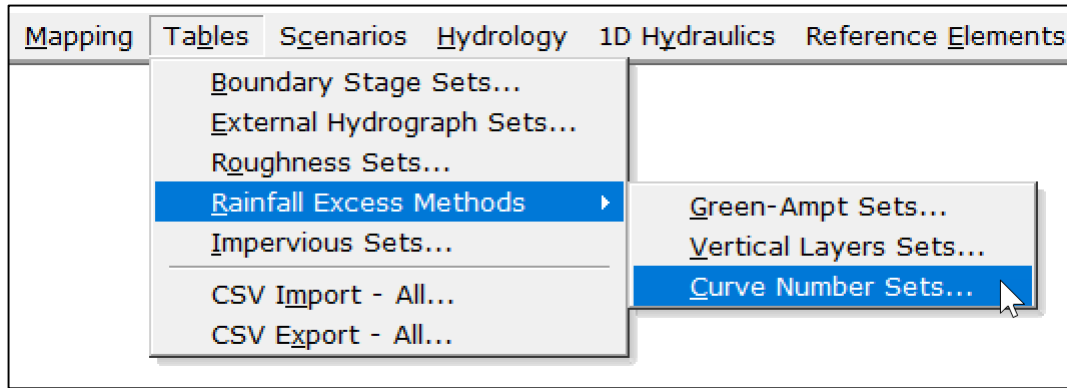 Mapping Tables Scenarios Hydrology 1D Hydraulics Reference Elements
Boundary Stage Sets...
External Hydrograph Sets...
Roughness Sets...
Rainfall Excess Methods
Impervious Sets...
CSV Import - All...
CSV Export - All...
Green-Ampt Sets...
Vertical Layers Sets...
Curve Number Sets...